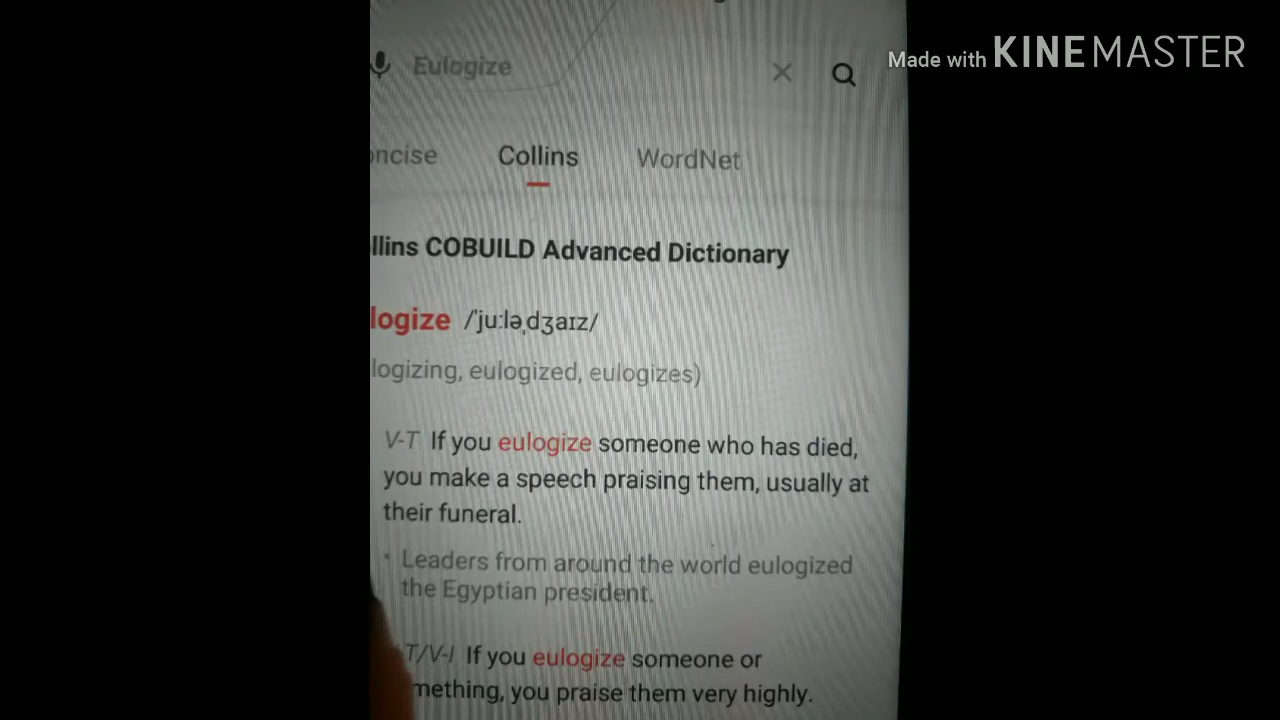 Made with KINEMASTER
Eulogize
oncise Collins WordNet
llins COBUILD Advanced Dictionary
logize /ˈjuːləˌdʒaɪz/
logizing, eulogized, eulogizes)
V-T If you eulogize someone who has died,
you make a speech praising them, usually at
their funeral.
• Leaders from around the world eulogized
the Egyptian president.
T/V-I If you eulogize someone or
mething, you praise them very highly.